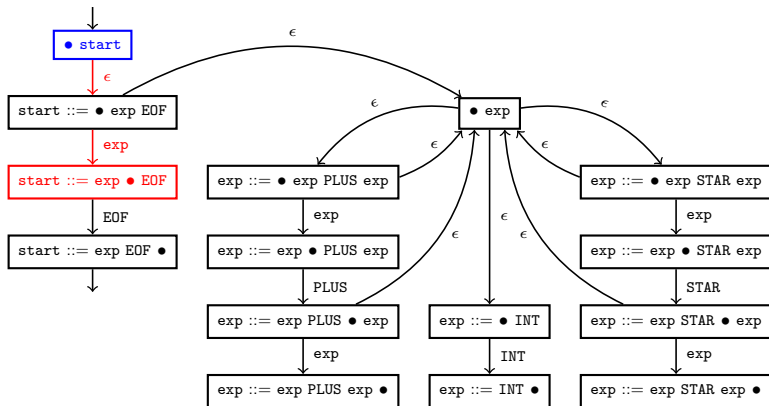 ● start
ϵ
ϵ
start ::= ● exp EOF
● exp
ϵ
ϵ
exp
ϵ
ϵ
start ::= exp ● EOF
exp ::= ● exp PLUS exp
exp ::= ● exp STAR exp
EOF
exp
exp
ϵ
ϵ
ϵ
start ::= exp EOF ●
exp ::= exp ● PLUS exp
exp ::= exp ● STAR exp
PLUS
STAR
exp ::= exp PLUS ● exp
exp ::= ● INT
exp ::= exp STAR ● exp
exp
INT
exp
exp ::= exp PLUS exp ●
exp ::= INT ●
exp ::= exp STAR exp ●